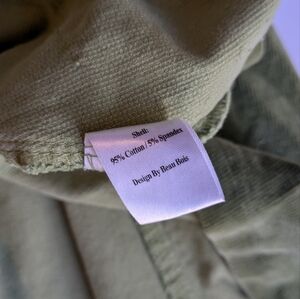 Shell:
95% Cotton / 5% Spandex
Design By Beau Bois